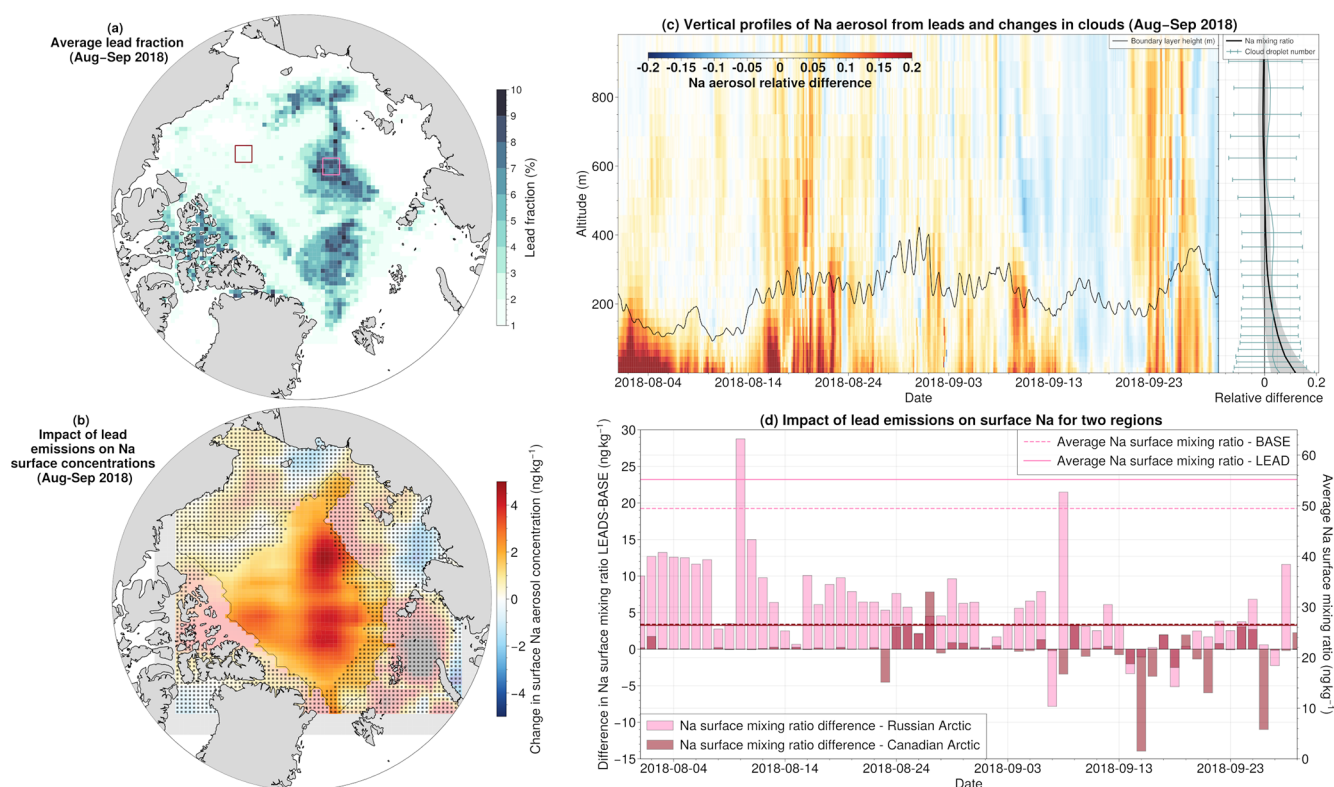 (a)
Average lead fraction
(Aug−Sep 2018)
10
9
8
7
6
5
4
3
2
1
Lead fraction (%)
(b)
Impact of lead
emissions on Na
surface concentrations
(Aug-Sep 2018)
4
2
0
−2
−4
Change in surface Na aerosol concentration (ng kg⁻¹)
(c) Vertical profiles of Na aerosol from leads and changes in clouds (Aug−Sep 2018)
Boundary layer height (m)
Na mixing ratio
Cloud droplet number
-0.2 -0.15 -0.1 -0.05 0 0.05 0.1 0.15 0.2
Na aerosol relative difference
800
600
400
200
Altitude (m)
2018-08-04 2018-08-14 2018-08-24 2018-09-03 2018-09-13 2018-09-23
Date
0 0.2
Relative difference
(d) Impact of lead emissions on surface Na for two regions
Average Na surface mixing ratio - BASE
Average Na surface mixing ratio - LEAD
30
25
20
15
10
5
0
−5
−10
−15
Difference in Na surface mixing ratio LEADS-BASE (ng kg⁻¹)
60
50
40
30
20
10
0
Average Na surface mixing ratio (ng kg⁻¹)
Na surface mixing ratio difference - Russian Arctic
Na surface mixing ratio difference - Canadian Arctic
2018-08-04 2018-08-14 2018-08-24 2018-09-03 2018-09-13 2018-09-23
Date